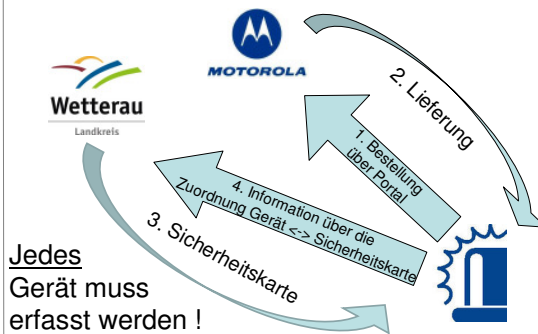 MOTOROLA
Wetterau
Landkreis
1. Bestellung
über Portal
2. Lieferung
3. Sicherheitskarte
4. Information über die
Zuordnung Gerät <-> Sicherheitskarte
Jedes
Gerät muss
erfasst werden !